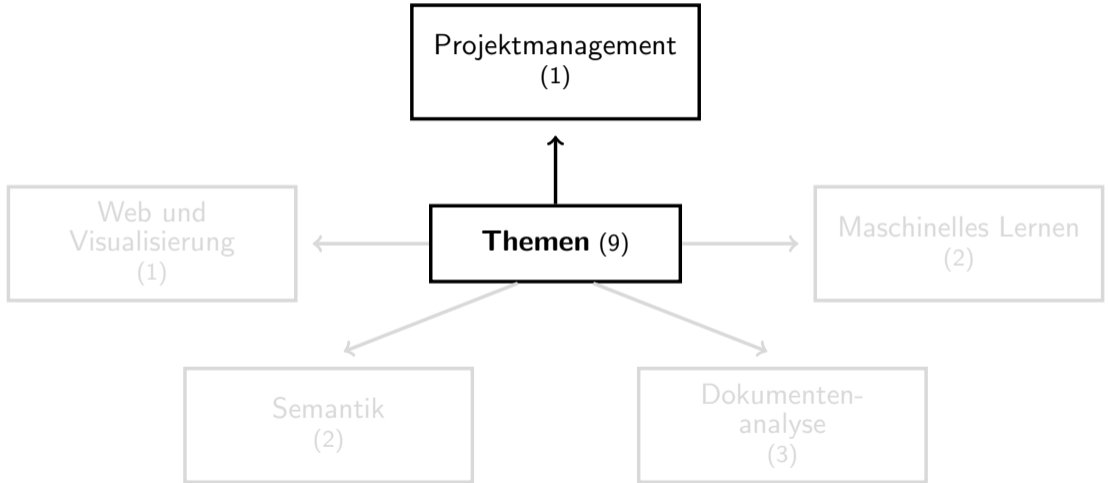 Projektmanagement
(1)
Web und
Visualisierung
(1)
Themen (9)
Maschinelles Lernen
(2)
Semantik
(2)
Dokumenten-
analyse
(3)